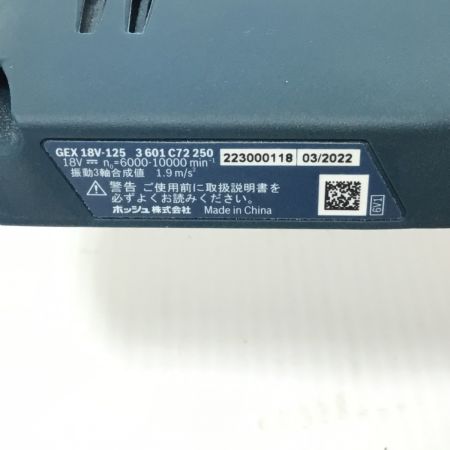 GEX 18V-125 3 601 C72 250 223000118 03/2022
18V ⎓ n₀=6000-10000 min⁻¹
振動3軸合成値 1.9 m/s²
⚠警告 ご使用前に取扱説明書を
必ずよくお読みください。
ボッシュ株式会社 Made in China
6V1